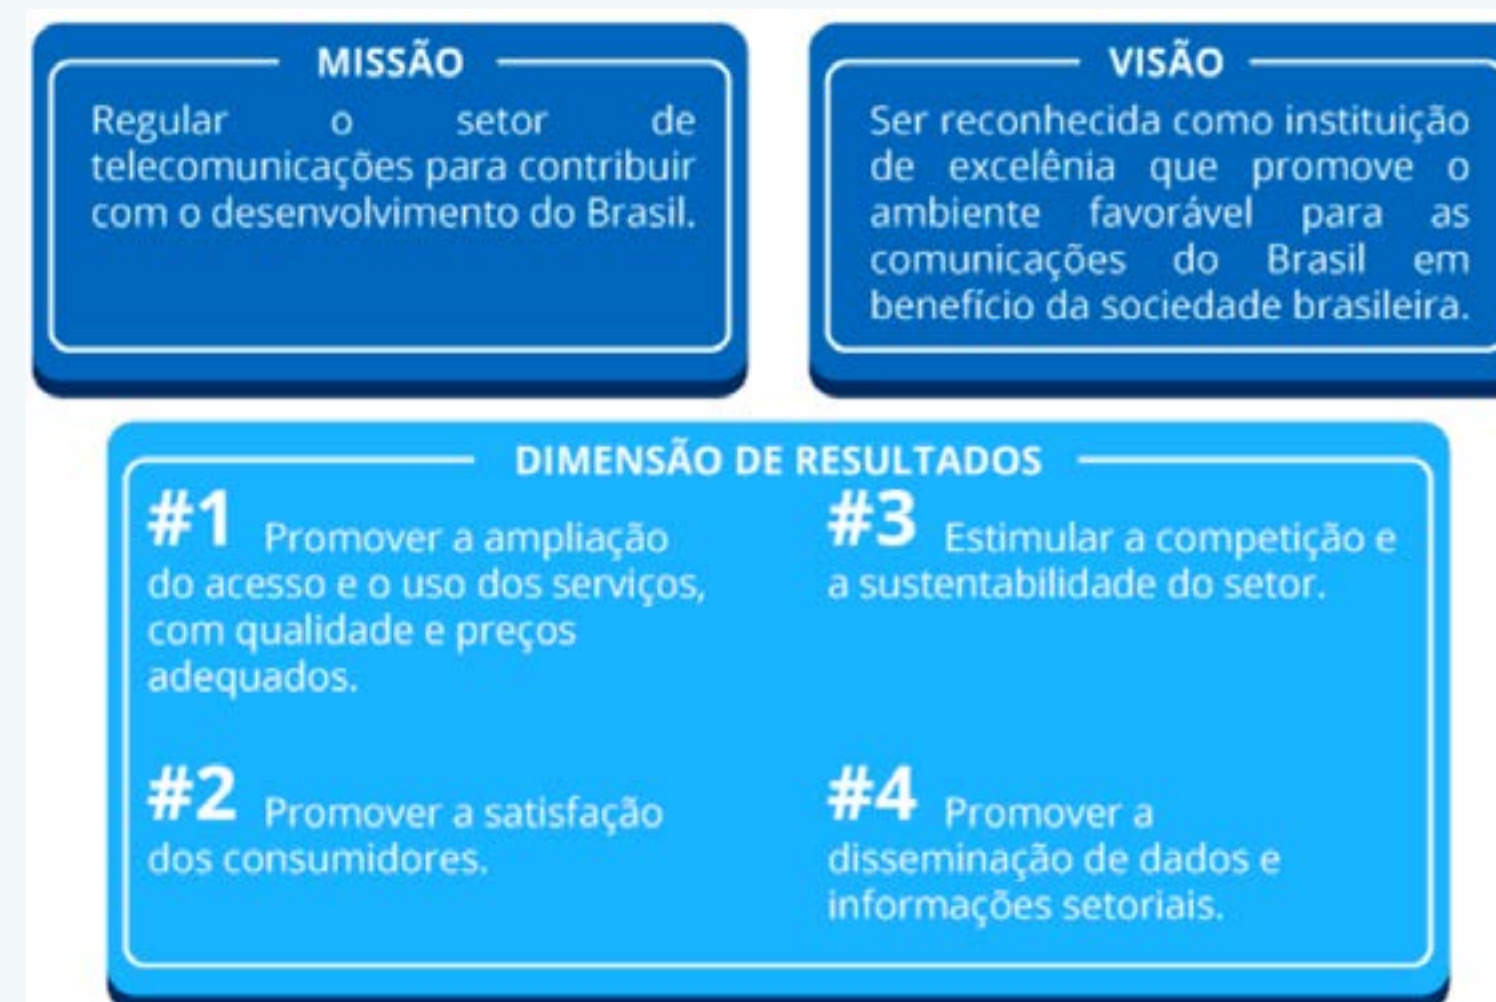 MISSÃO
Regular o setor de
telecomunicações para contribuir
com o desenvolvimento do Brasil.
VISÃO
Ser reconhecida como instituição
de excelênia que promove o
ambiente favorável para as
comunicações do Brasil em
benefício da sociedade brasileira.
DIMENSÃO DE RESULTADOS
#1 Promover a ampliação
do acesso e o uso dos serviços,
com qualidade e preços
adequados.
#2 Promover a satisfação
dos consumidores.
#3 Estimular a competição e
a sustentabilidade do setor.
#4 Promover a
disseminação de dados e
informações setoriais.